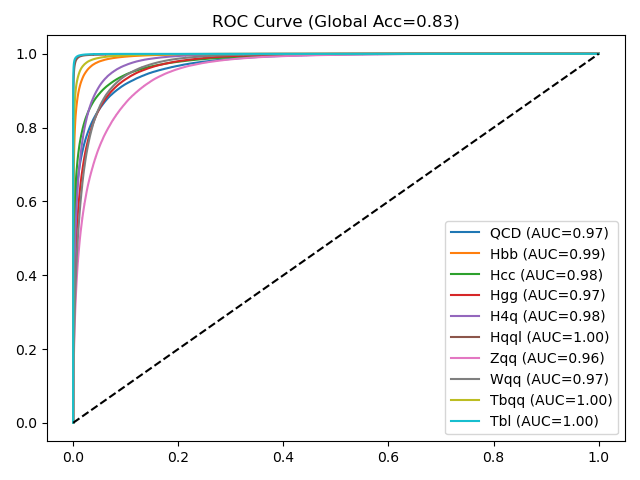 ROC Curve (Global Acc=0.83)
1.0
0.8
0.6
0.4
0.2
0.0
0.0 0.2 0.4 0.6 0.8 1.0
QCD (AUC=0.97)
Hbb (AUC=0.99)
Hcc (AUC=0.98)
Hgg (AUC=0.97)
H4q (AUC=0.98)
Hqql (AUC=1.00)
Zqq (AUC=0.96)
Wqq (AUC=0.97)
Tbqq (AUC=1.00)
Tbl (AUC=1.00)